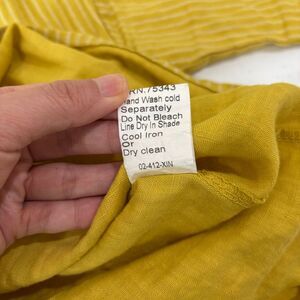 RN.75343
Hand Wash cold
Separately
Do Not Bleach
Line Dry In Shade
Cool Iron
Or
Dry clean
02-412-XIN